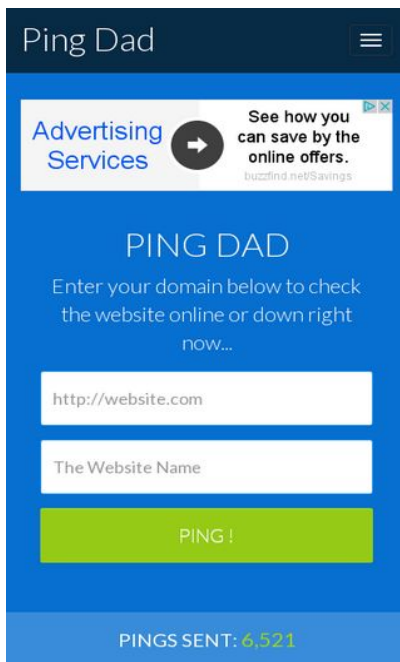 Ping Dad
Advertising
Services
See how you
can save by the
online offers.
buzzfind.net/Savings
PING DAD
Enter your domain below to check
the website online or down right
now...
http://website.com
The Website Name
PING !
PINGS SENT: 6,521